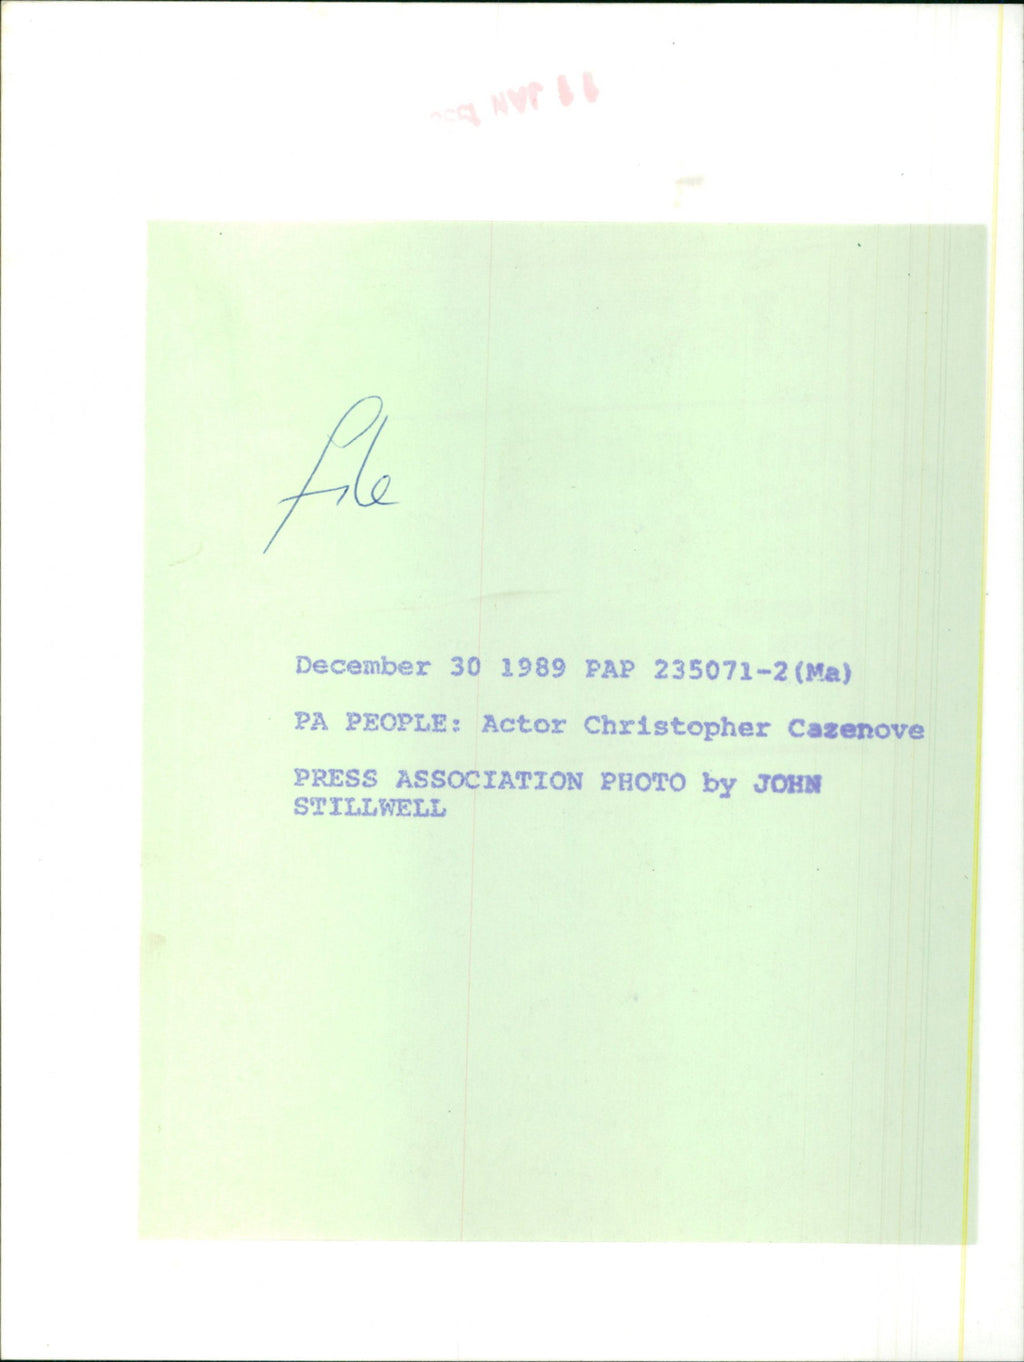 file
December 30 1989 PAP 235071-2(Ma)
PA PEOPLE: Actor Christopher Cazenove
PRESS ASSOCIATION PHOTO by JOHN
STILLWELL